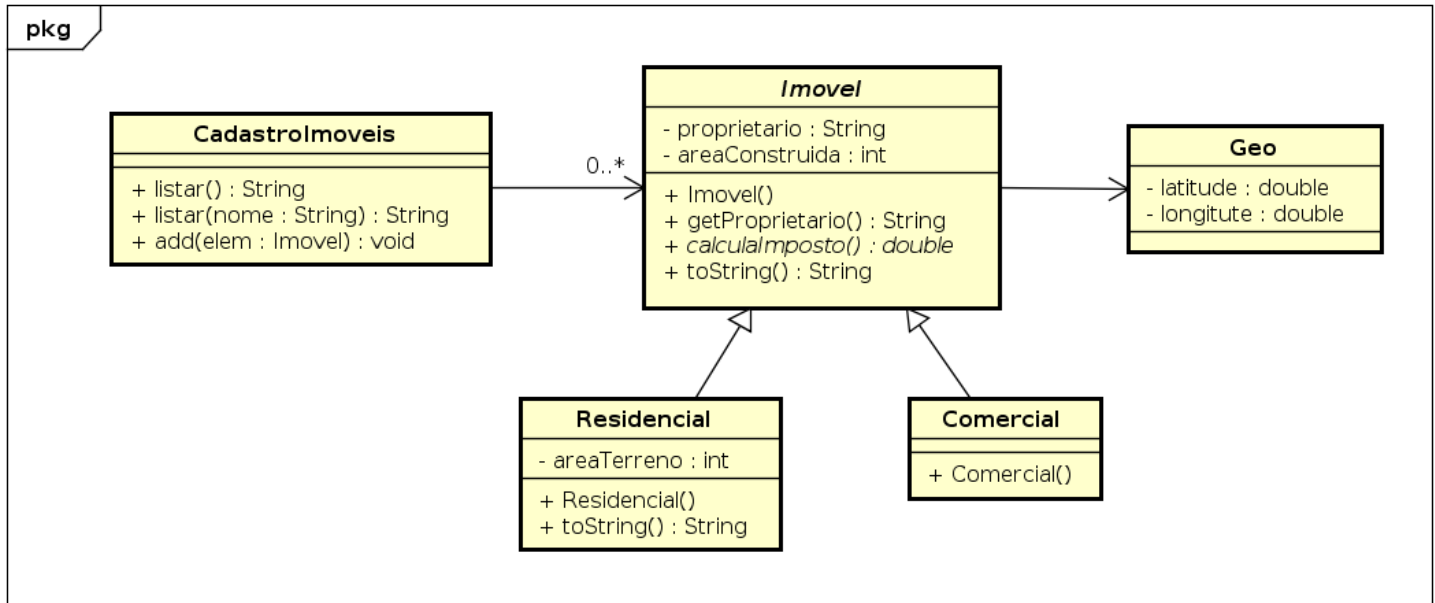 pkg
CadastroImoveis
+ listar() : String
+ listar(nome : String) : String
+ add(elem : Imovel) : void
0..*
Imovel
- proprietario : String
- areaConstruida : int
+ Imovel()
+ getProprietario() : String
+ calculaImposto() : double
+ toString() : String
Geo
- latitude : double
- longitute : double
Residencial
- areaTerreno : int
+ Residencial()
+ toString() : String
Comercial
+ Comercial()